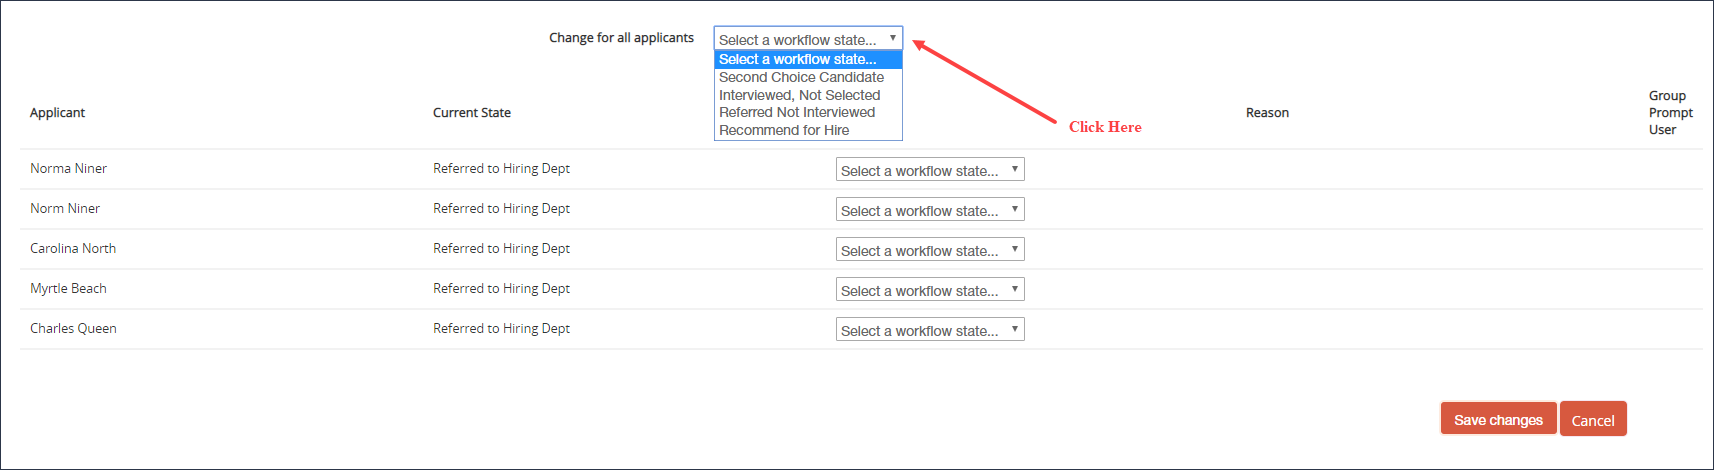 Change for all applicants Select a workflow state...
Select a workflow state...
Second Choice Candidate
Interviewed, Not Selected
Referred Not Interviewed
Recommend for Hire
Click Here
Applicant Current State Reason Group Prompt User
Norma Niner Referred to Hiring Dept Select a workflow state...
Norm Niner Referred to Hiring Dept Select a workflow state...
Carolina North Referred to Hiring Dept Select a workflow state...
Myrtle Beach Referred to Hiring Dept Select a workflow state...
Charles Queen Referred to Hiring Dept Select a workflow state...
Save changes Cancel